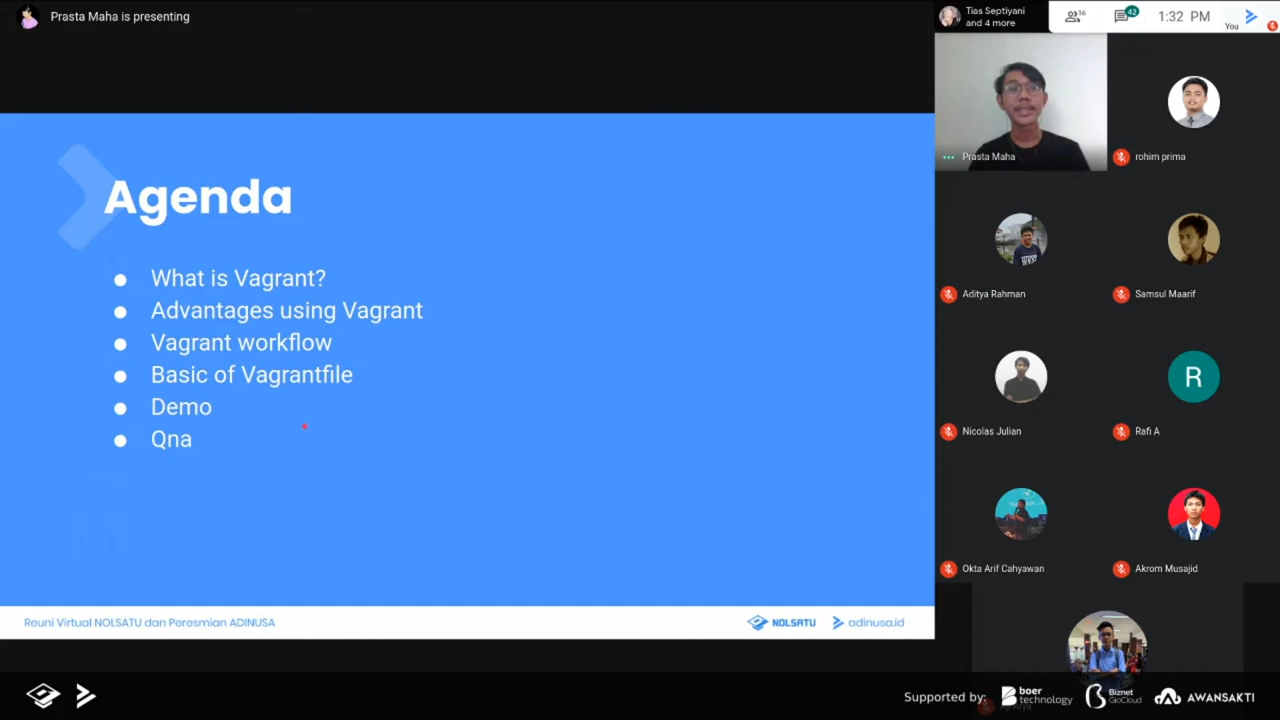 Prasta Maha is presenting
Tias Septiyani
and 4 more
16
42
1:32 PM
You
Prasta Maha
rohim prima
Agenda
What is Vagrant?
Advantages using Vagrant
Vagrant workflow
Basic of Vagrantfile
Demo
Qna
Aditya Rahman
Samsul Maarif
R
Nicolas Julian
Rafi A
Okta Arif Cahyawan
Akrom Musajid
Reuni Virtual NOLSATU dan Peresmian ADINUSA
NOLSATU
adinusa.id
Supported by:
boer
technology
Biznet
GioCloud
AWANSAKTI